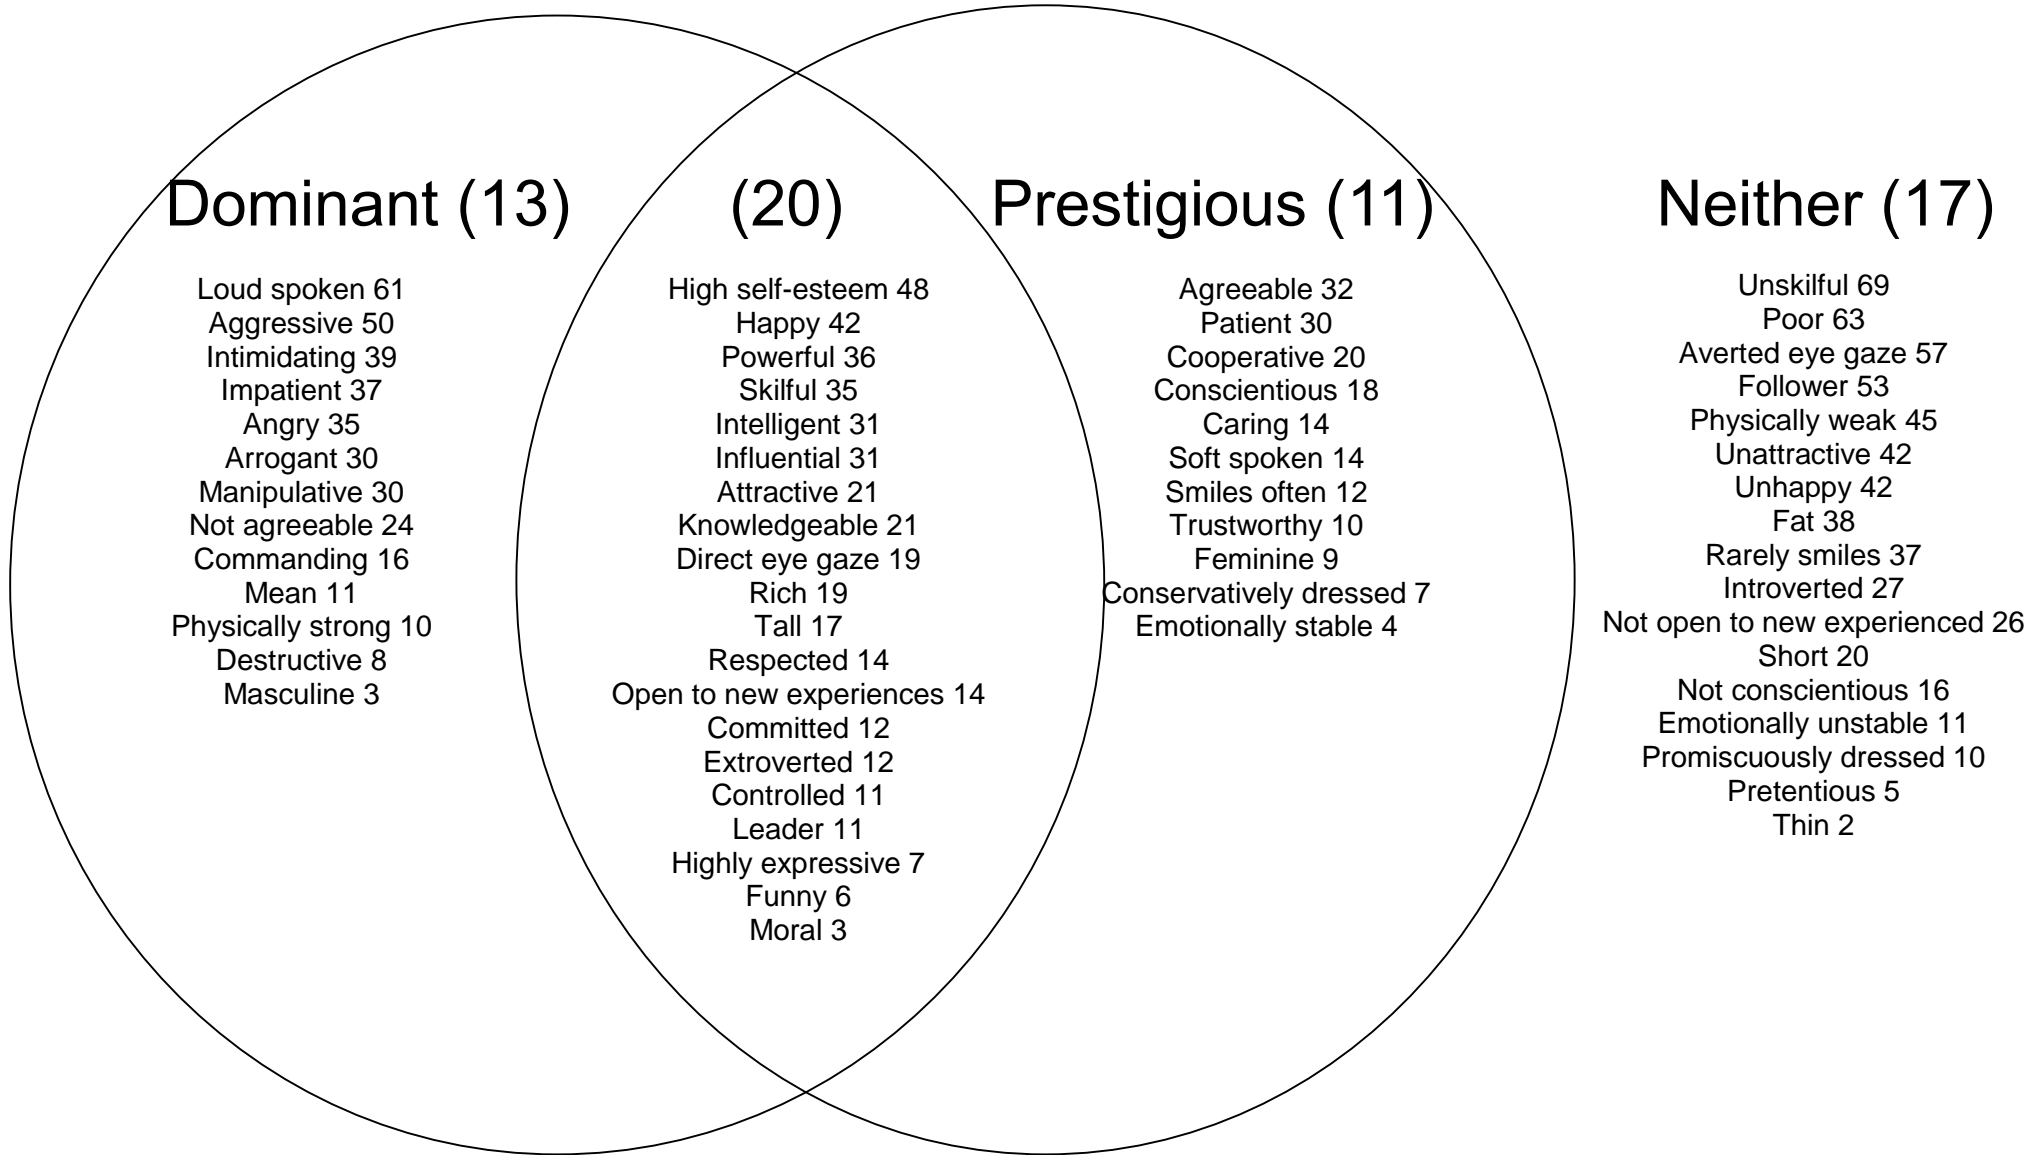 Dominant (13)
Loud spoken 61
Aggressive 50
Intimidating 39
Impatient 37
Angry 35
Arrogant 30
Manipulative 30
Not agreeable 24
Commanding 16
Mean 11
Physically strong 10
Destructive 8
Masculine 3
(20)
High self-esteem 48
Happy 42
Powerful 36
Skilful 35
Intelligent 31
Influential 31
Attractive 21
Knowledgeable 21
Direct eye gaze 19
Rich 19
Tall 17
Respected 14
Open to new experiences 14
Committed 12
Extroverted 12
Controlled 11
Leader 11
Highly expressive 7
Funny 6
Moral 3
Prestigious (11)
Agreeable 32
Patient 30
Cooperative 20
Conscientious 18
Caring 14
Soft spoken 14
Smiles often 12
Trustworthy 10
Feminine 9
Conservatively dressed 7
Emotionally stable 4
Neither (17)
Unskilful 69
Poor 63
Averted eye gaze 57
Follower 53
Physically weak 45
Unattractive 42
Unhappy 42
Fat 38
Rarely smiles 37
Introverted 27
Not open to new experienced 26
Short 20
Not conscientious 16
Emotionally unstable 11
Promiscuously dressed 10
Pretentious 5
Thin 2